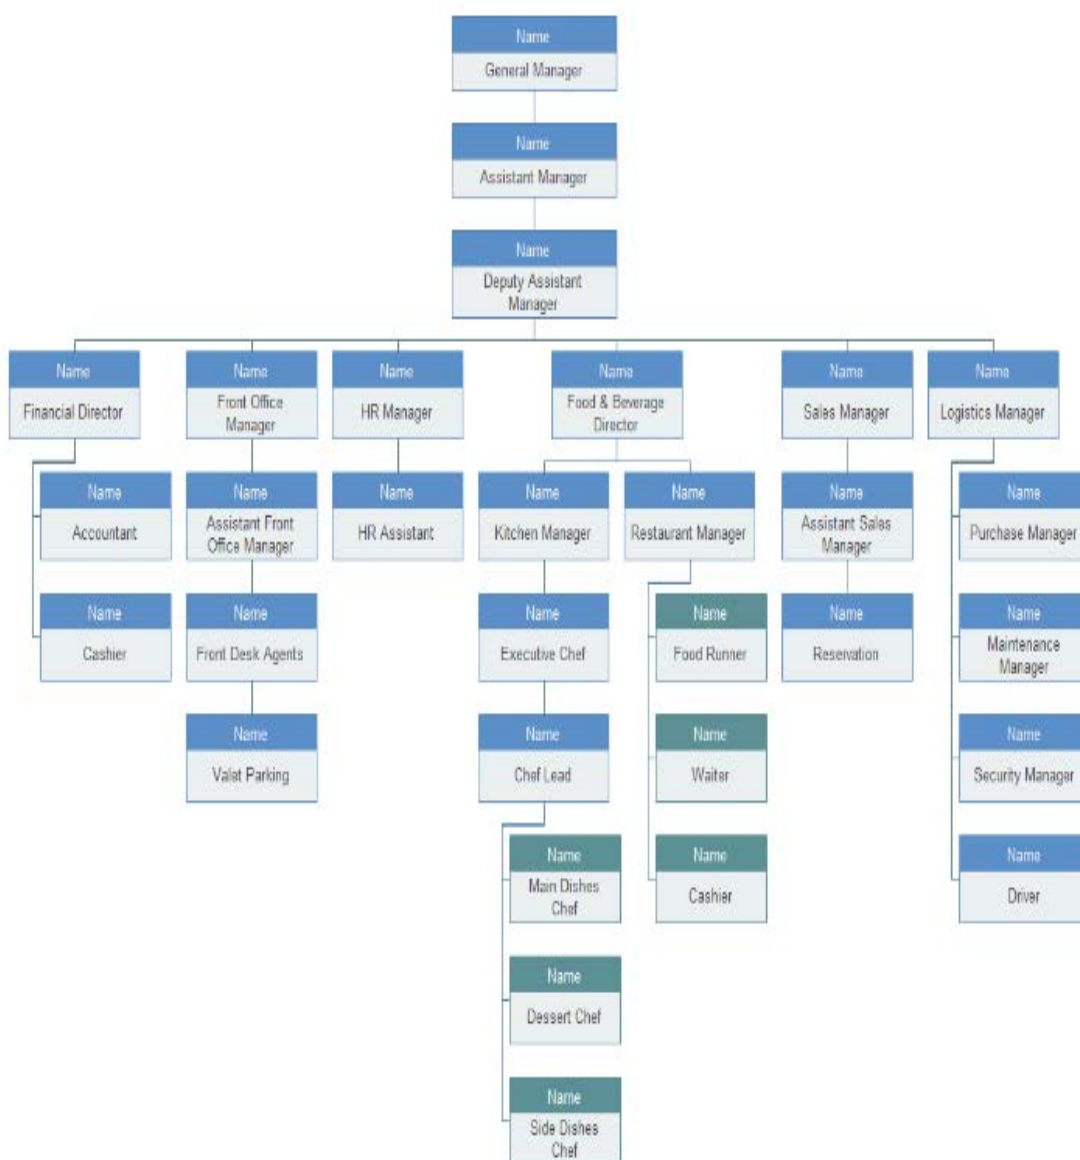 Name
General Manager
Name
Assistant Manager
Name
Deputy Assistant
Manager
Name
Financial Director
Name
Front Office
Manager
Name
HR Manager
Name
Food & Beverage
Director
Name
Sales Manager
Name
Logistics Manager
Name
Accountant
Name
Assistant Front
Office Manager
Name
HR Assistant
Name
Kitchen Manager
Name
Restaurant Manager
Name
Assistant Sales
Manager
Name
Purchase Manager
Name
Cashier
Name
Front Desk Agents
Name
Executive Chef
Name
Food Runner
Name
Reservation
Name
Maintenance
Manager
Name
Valet Parking
Name
Chef Lead
Name
Waiter
Name
Security Manager
Name
Main Dishes
Chef
Name
Cashier
Name
Driver
Name
Dessert Chef
Name
Side Dishes
Chef